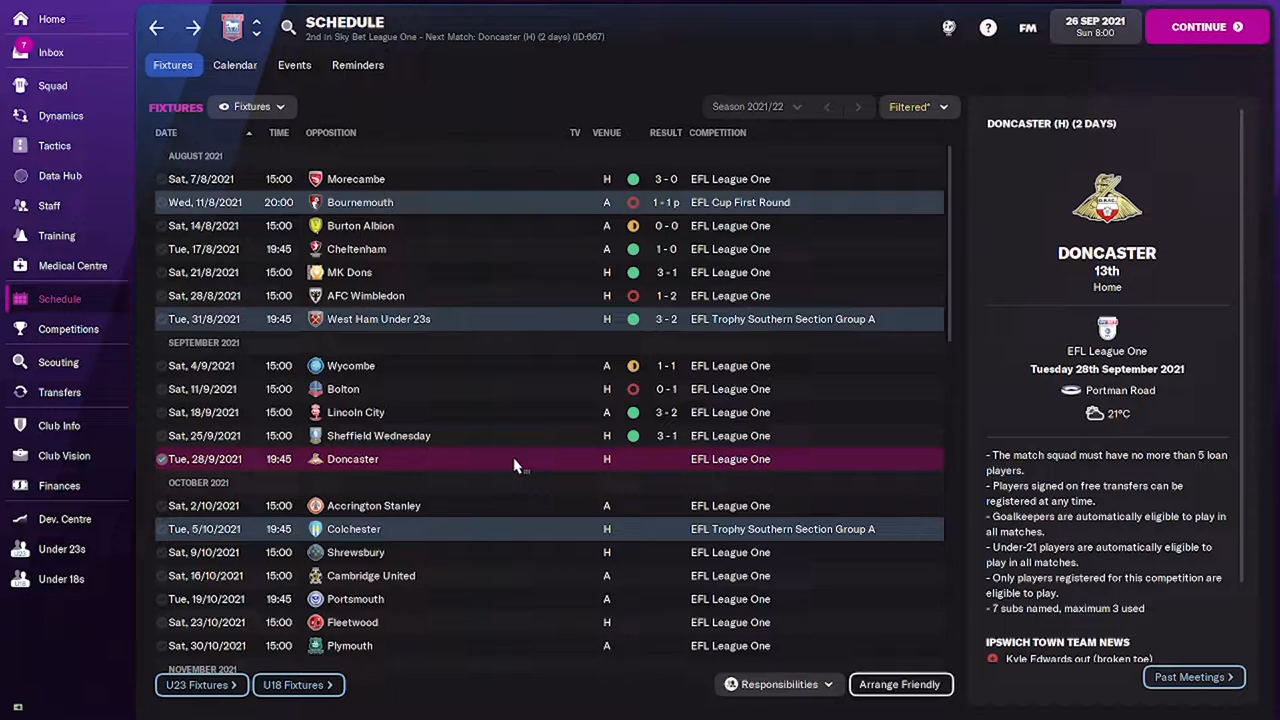 Home
7
Inbox
Squad
Dynamics
Tactics
Data Hub
Staff
Training
Medical Centre
Schedule
Competitions
Scouting
Transfers
Club Info
Club Vision
Finances
Dev. Centre
Under 23s
Under 18s
SCHEDULE
2nd in Sky Bet League One - Next Match: Doncaster (H) (2 days) (ID:667)
? FM 26 SEP 2021 Sun 8:00 CONTINUE
Fixtures Calendar Events Reminders
FIXTURES Fixtures Season 2021/22 Filtered*
DATE TIME OPPOSITION TV VENUE RESULT COMPETITION
AUGUST 2021
Sat, 7/8/2021 15:00 Morecambe H 3 - 0 EFL League One
Wed, 11/8/2021 20:00 Bournemouth A 1 - 1 p EFL Cup First Round
Sat, 14/8/2021 15:00 Burton Albion A 0 - 0 EFL League One
Tue, 17/8/2021 19:45 Cheltenham A 1 - 0 EFL League One
Sat, 21/8/2021 15:00 MK Dons H 3 - 1 EFL League One
Sat, 28/8/2021 15:00 AFC Wimbledon H 1 - 2 EFL League One
Tue, 31/8/2021 19:45 West Ham Under 23s H 3 - 2 EFL Trophy Southern Section Group A
SEPTEMBER 2021
Sat, 4/9/2021 15:00 Wycombe A 1 - 1 EFL League One
Sat, 11/9/2021 15:00 Bolton H 0 - 1 EFL League One
Sat, 18/9/2021 15:00 Lincoln City A 3 - 2 EFL League One
Sat, 25/9/2021 15:00 Sheffield Wednesday H 3 - 1 EFL League One
Tue, 28/9/2021 19:45 Doncaster H EFL League One
OCTOBER 2021
Sat, 2/10/2021 15:00 Accrington Stanley A EFL League One
Tue, 5/10/2021 19:45 Colchester H EFL Trophy Southern Section Group A
Sat, 9/10/2021 15:00 Shrewsbury H EFL League One
Sat, 16/10/2021 15:00 Cambridge United A EFL League One
Tue, 19/10/2021 19:45 Portsmouth A EFL League One
Sat, 23/10/2021 15:00 Fleetwood H EFL League One
Sat, 30/10/2021 15:00 Plymouth A EFL League One
NOVEMBER 2021
U23 Fixtures > U18 Fixtures > Responsibilities Arrange Friendly
DONCASTER (H) (2 DAYS)
DONCASTER
13th
Home
EFL League One
Tuesday 28th September 2021
Portman Road
21°C
- The match squad must have no more than 5 loan
players.
- Players signed on free transfers can be
registered at any time.
- Goalkeepers are automatically eligible to play in
all matches.
- Under-21 players are automatically eligible to
play in all matches.
- Only players registered for this competition are
eligible to play.
- 7 subs named, maximum 3 used
IPSWICH TOWN TEAM NEWS
Kyle Edwards out (broken toe)
Past Meetings >